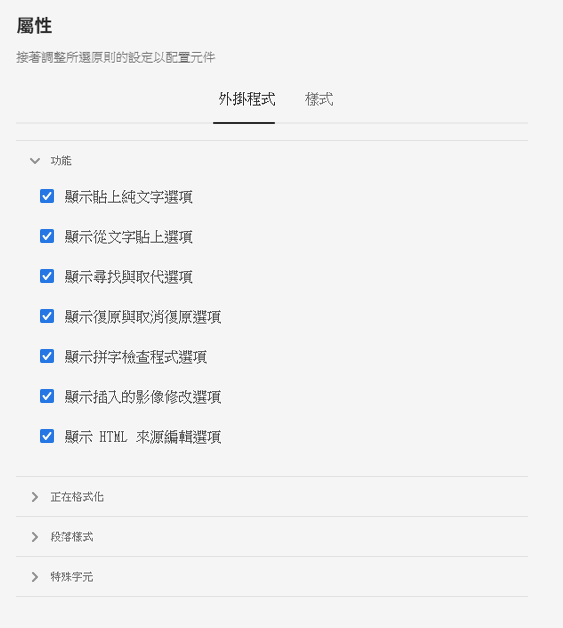 屬性
接著調整所選原則的設定以配置元件
外掛程式 樣式
功能
顯示貼上純文字選項
顯示從文字貼上選項
顯示尋找與取代選項
顯示復原與取消復原選項
顯示拼字檢查程式選項
顯示插入的影像修改選項
顯示 HTML 來源編輯選項
正在格式化
段落樣式
特殊字元